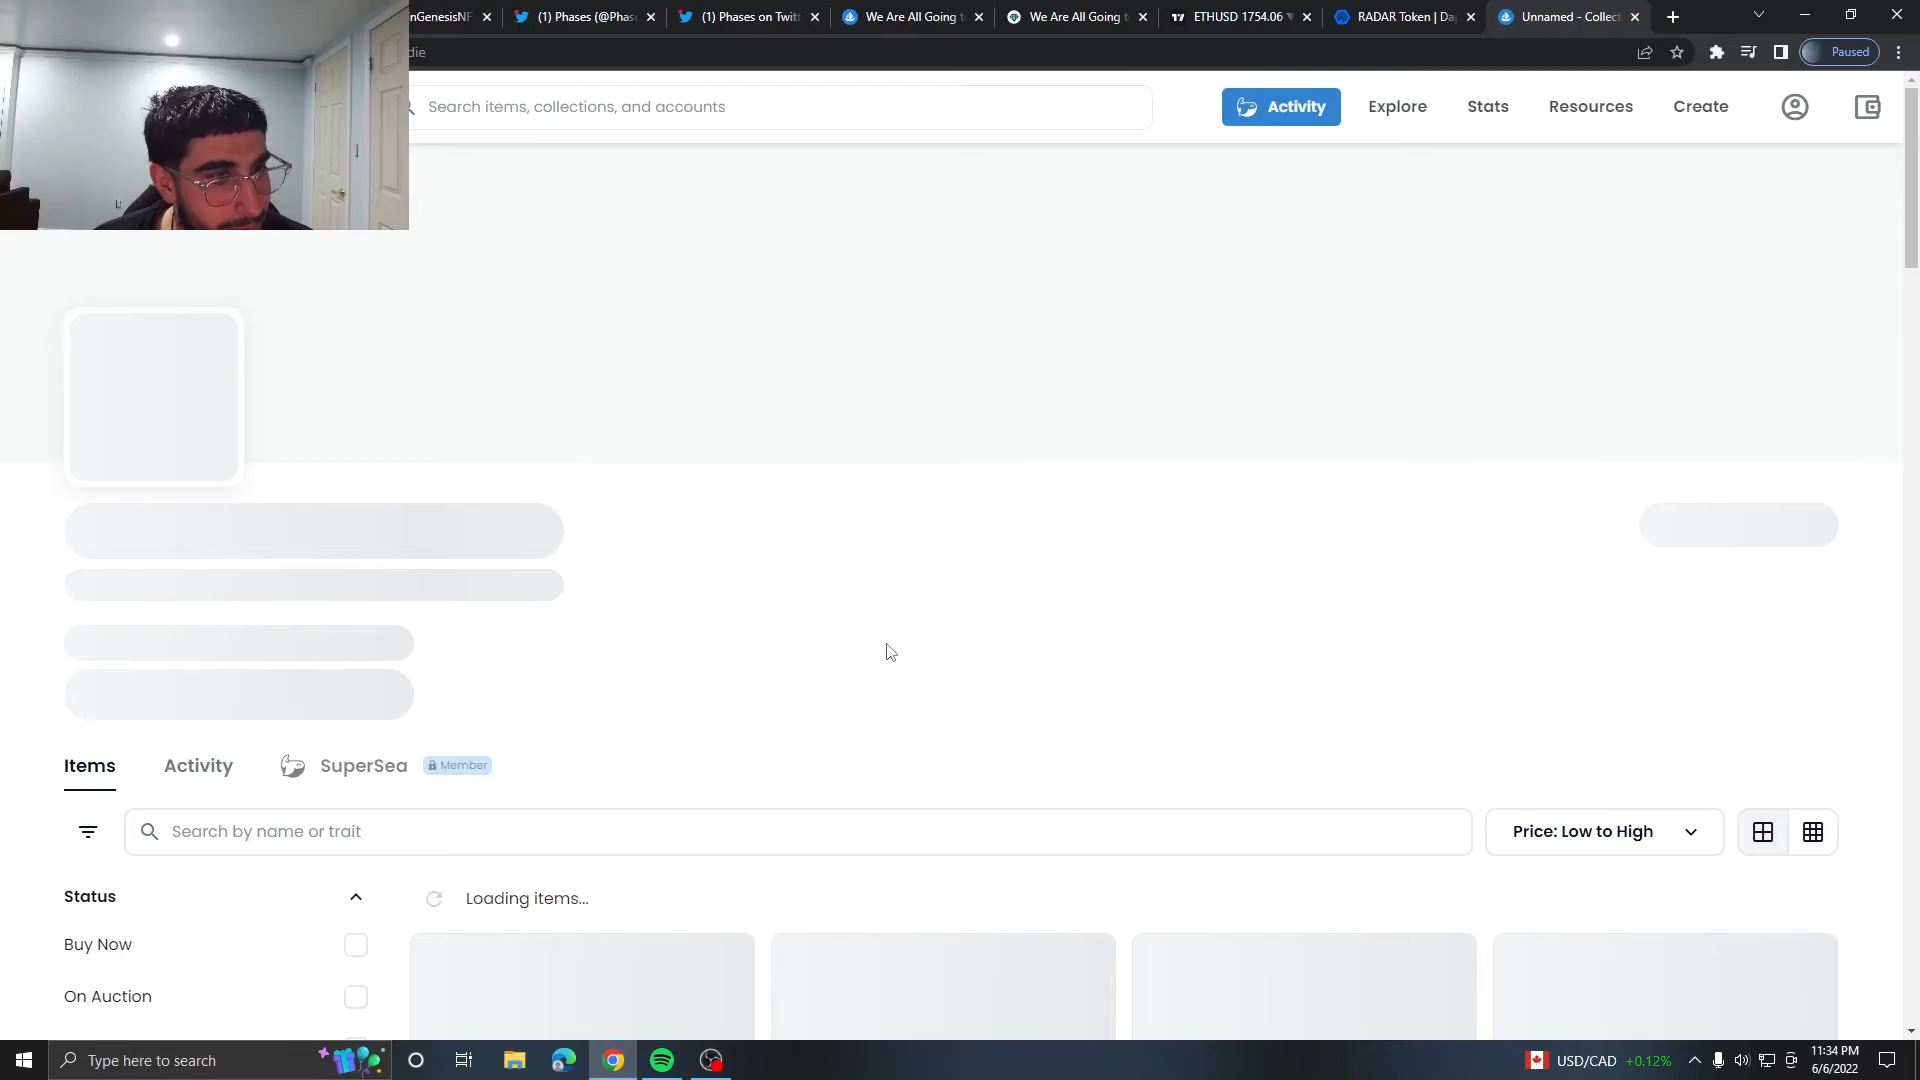 inGenesisNF
(1) Phases (@Phas
(1) Phases on Twitt
We Are All Going t
We Are All Going t
ETHUSD 1754.06 ▼
RADAR Token | Da
Unnamed - Collect
die
Paused
Search items, collections, and accounts
Activity
Explore
Stats
Resources
Create
Items
Activity
SuperSea
Member
Search by name or trait
Price: Low to High
Status
Loading items...
Buy Now
On Auction
Type here to search
USD/CAD +0.12%
11:34 PM
6/6/2022